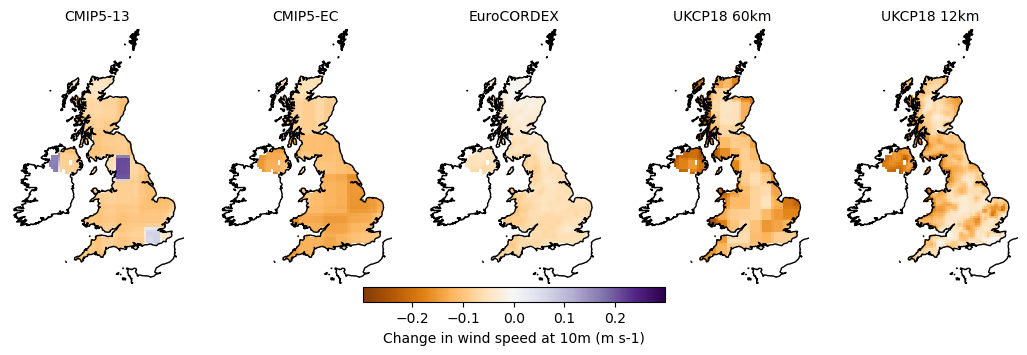 CMIP5-13
CMIP5-EC
EuroCORDEX
UKCP18 60km
UKCP18 12km
−0.2
−0.1
0.0
0.1
0.2
Change in wind speed at 10m (m s-1)